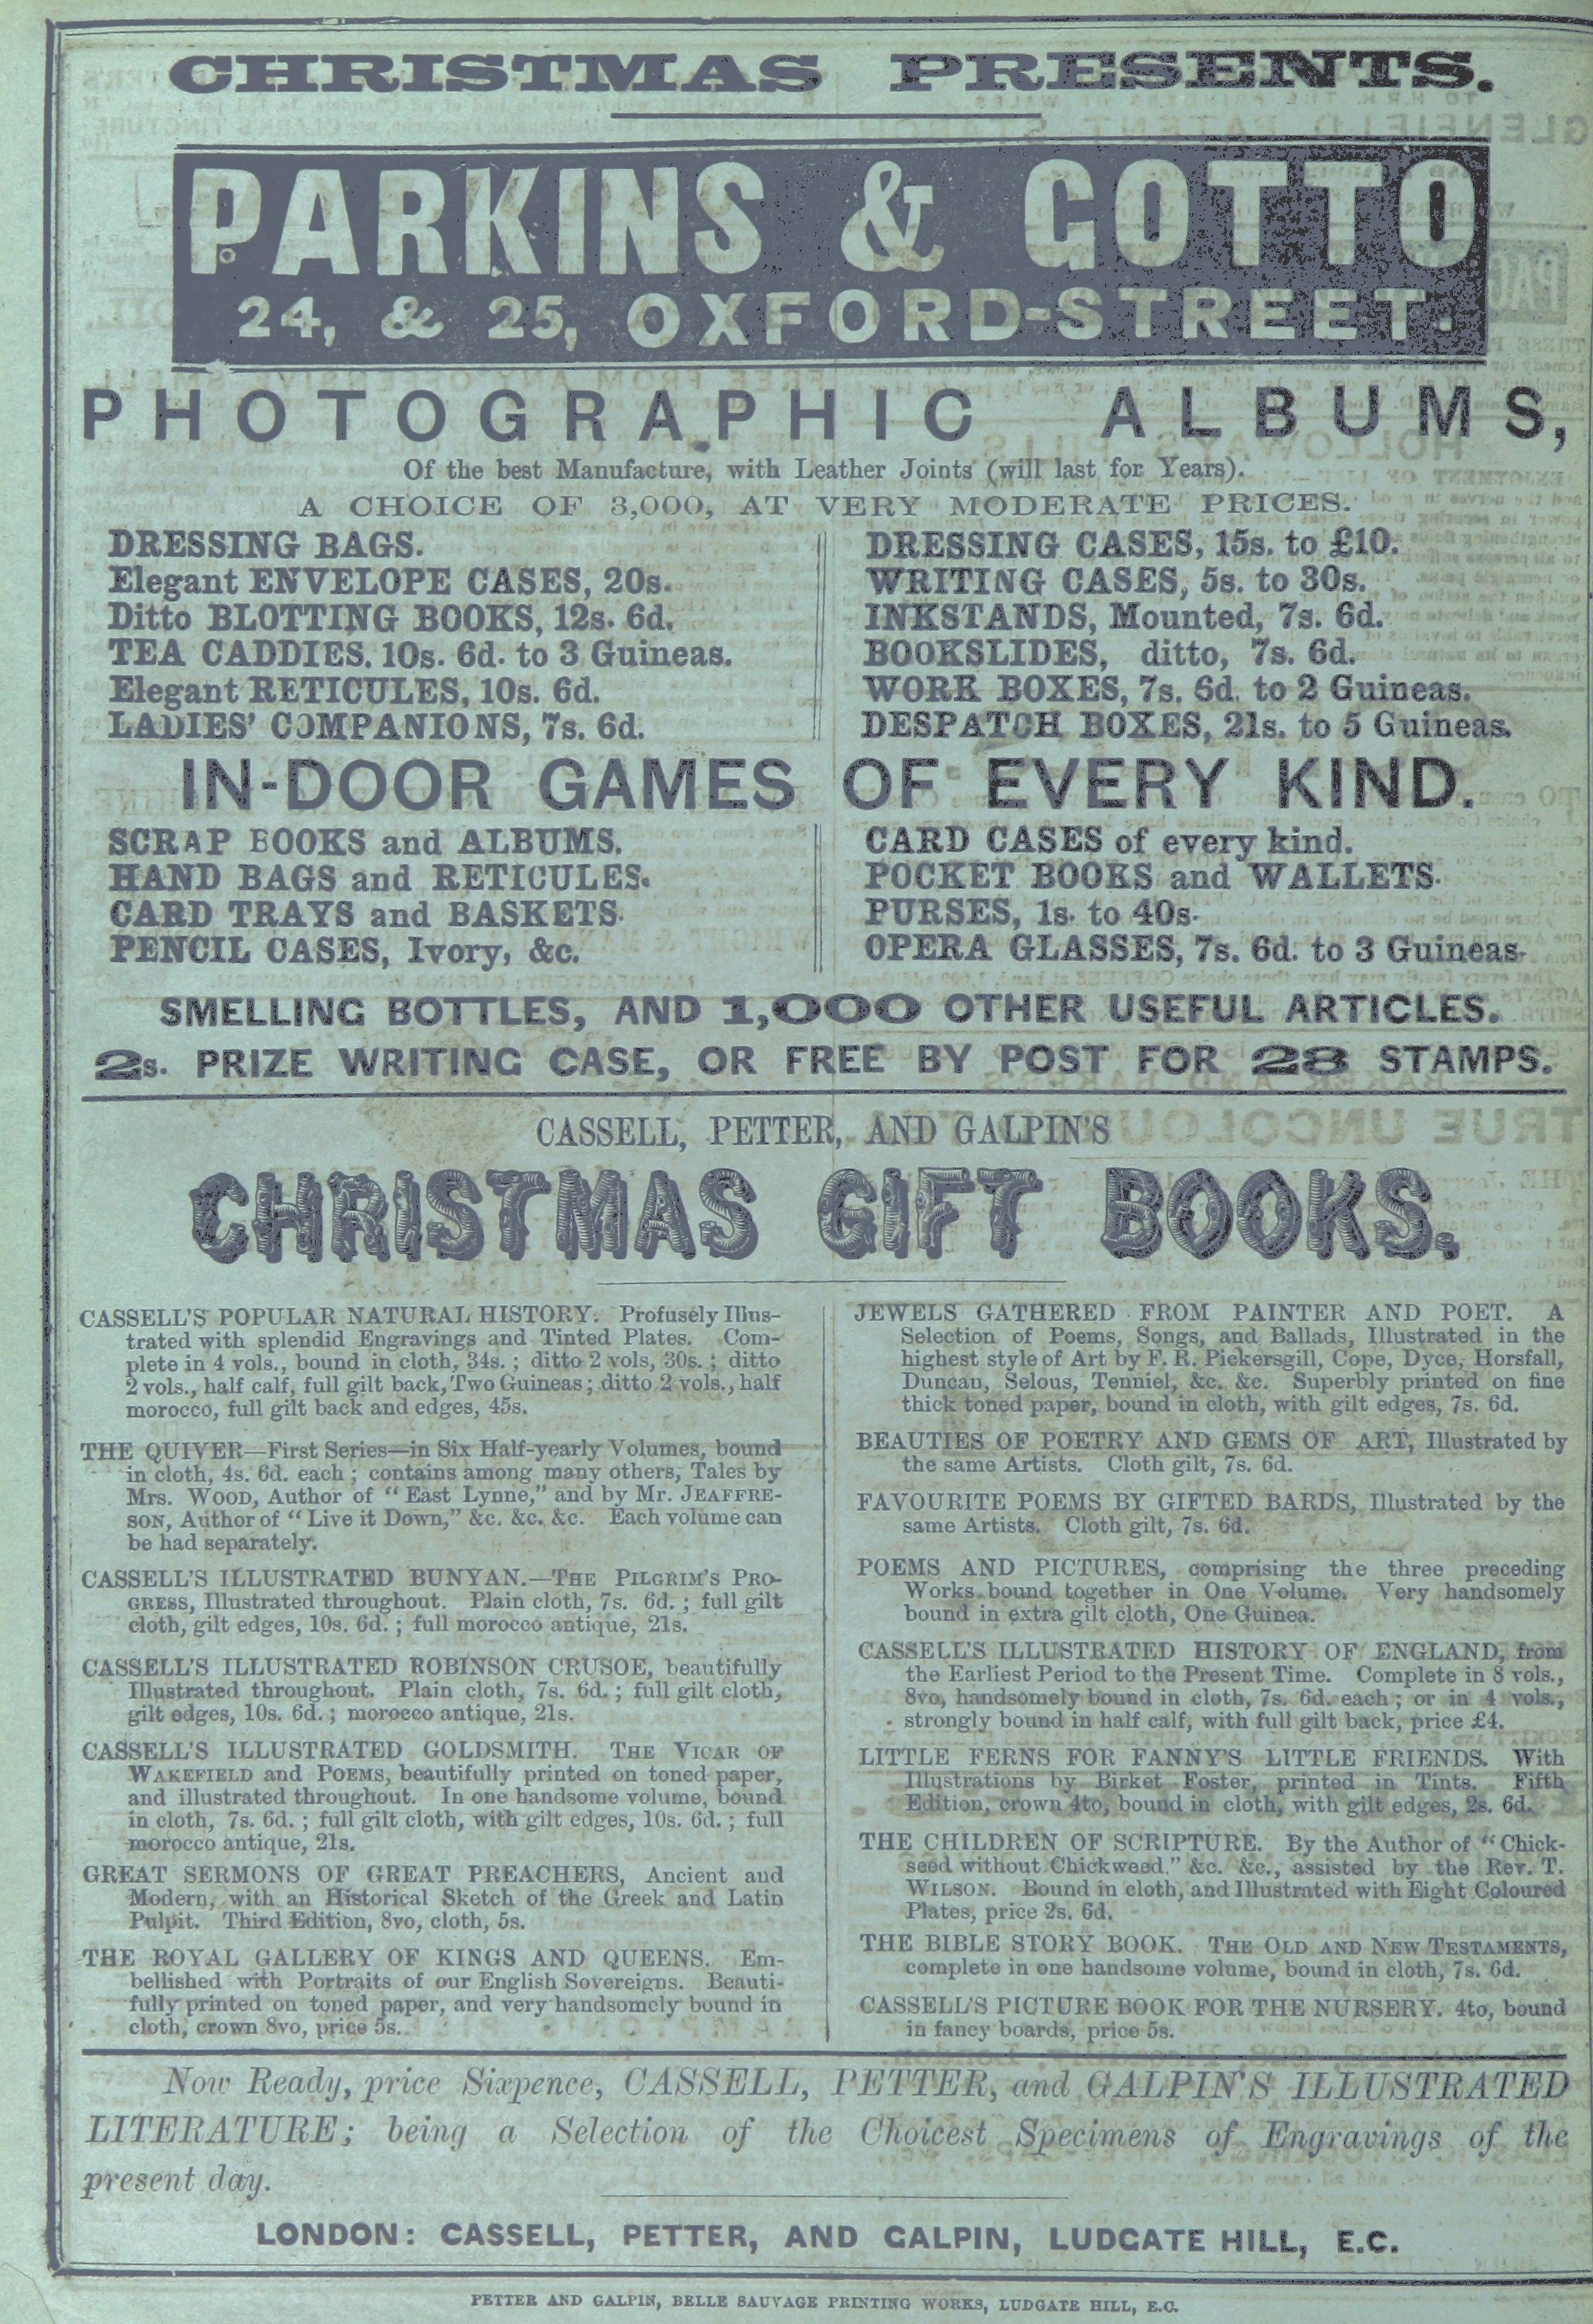 CHRISTMAS PRESENTS.
PARKINS & GOTTO
24, & 25, OXFORD-STREET.
PHOTOGRAPHIC ALBUMS,
Of the best Manufacture, with Leather Joints (will last for Years).
A CHOICE OF 3,000, AT VERY MODERATE PRICES.
DRESSING BAGS.
Elegant ENVELOPE CASES, 20s.
Ditto BLOTTING BOOKS, 12s. 6d.
TEA CADDIES. 10s. 6d. to 3 Guineas.
Elegant RETICULES, 10s. 6d.
LADIES' COMPANIONS, 7s. 6d.
DRESSING CASES, 15s. to £10.
WRITING CASES, 5s. to 30s.
INKSTANDS, Mounted, 7s. 6d.
BOOKSLIDES, ditto, 7s. 6d.
WORK BOXES, 7s. 6d. to 2 Guineas.
DESPATCH BOXES, 21s. to 5 Guineas.
IN-DOOR GAMES OF EVERY KIND.
SCRAP BOOKS and ALBUMS.
HAND BAGS and RETICULES.
CARD TRAYS and BASKETS.
PENCIL CASES, Ivory, &c.
CARD CASES of every kind.
POCKET BOOKS and WALLETS.
PURSES, 1s. to 40s.
OPERA GLASSES, 7s. 6d. to 3 Guineas.
SMELLING BOTTLES, AND 1,000 OTHER USEFUL ARTICLES.
2s. PRIZE WRITING CASE, OR FREE BY POST FOR 28 STAMPS.
CASSELL, PETTER, AND GALPIN'S
CHRISTMAS GIFT BOOKS.
CASSELL'S POPULAR NATURAL HISTORY. Profusely Illus-
trated with splendid Engravings and Tinted Plates. Com-
plete in 4 vols., bound in cloth, 34s. ; ditto 2 vols, 30s. ; ditto
2 vols., half calf, full gilt back, Two Guineas ; ditto 2 vols., half
morocco, full gilt back and edges, 45s.
THE QUIVER—First Series—in Six Half-yearly Volumes, bound
in cloth, 4s. 6d. each ; contains among many others, Tales by
Mrs. WOOD, Author of "East Lynne," and by Mr. JEAFFRE-
SON, Author of "Live it Down," &c. &c. &c. Each volume can
be had separately.
CASSELL'S ILLUSTRATED BUNYAN.—THE PILGRIM'S PRO-
GRESS, Illustrated throughout. Plain cloth, 7s. 6d. ; full gilt
cloth, gilt edges, 10s. 6d. ; full morocco antique, 21s.
CASSELL'S ILLUSTRATED ROBINSON CRUSOE, beautifully
Illustrated throughout. Plain cloth, 7s. 6d. ; full gilt cloth,
gilt edges, 10s. 6d. ; morocco antique, 21s.
CASSELL'S ILLUSTRATED GOLDSMITH. THE VICAR OF
WAKEFIELD and POEMS, beautifully printed on toned paper,
and illustrated throughout. In one handsome volume, bound
in cloth, 7s. 6d. ; full gilt cloth, with gilt edges, 10s. 6d. ; full
morocco antique, 21s.
GREAT SERMONS OF GREAT PREACHERS, Ancient and
Modern, with an Historical Sketch of the Greek and Latin
Pulpit. Third Edition, 8vo, cloth, 5s.
THE ROYAL GALLERY OF KINGS AND QUEENS. Em-
bellished with Portraits of our English Sovereigns. Beauti-
fully printed on toned paper, and very handsomely bound in
cloth, crown 8vo, price 5s.
JEWELS GATHERED FROM PAINTER AND POET. A
Selection of Poems, Songs, and Ballads, Illustrated in the
highest style of Art by F. R. Pickersgill, Cope, Dyce, Horsfall,
Duncan, Selous, Tenniel, &c. &c. Superbly printed on fine
thick toned paper, bound in cloth, with gilt edges, 7s. 6d.
BEAUTIES OF POETRY AND GEMS OF ART, Illustrated by
the same Artists. Cloth gilt, 7s. 6d.
FAVOURITE POEMS BY GIFTED BARDS, Illustrated by the
same Artists. Cloth gilt, 7s. 6d.
POEMS AND PICTURES, comprising the three preceding
Works bound together in One Volume. Very handsomely
bound in extra gilt cloth, One Guinea.
CASSELL'S ILLUSTRATED HISTORY OF ENGLAND, from
the Earliest Period to the Present Time. Complete in 8 vols.,
8vo, handsomely bound in cloth, 7s. 6d. each ; or in 4 vols.,
strongly bound in half calf, with full gilt back, price £4.
LITTLE FERNS FOR FANNY'S LITTLE FRIENDS. With
Illustrations by Birket Foster, printed in Tints. Fifth
Edition, crown 4to, bound in cloth, with gilt edges, 2s. 6d.
THE CHILDREN OF SCRIPTURE. By the Author of "Chick-
seed without Chickweed," &c. &c., assisted by the Rev. T.
WILSON. Bound in cloth, and Illustrated with Eight Coloured
Plates, price 2s. 6d.
THE BIBLE STORY BOOK. THE OLD AND NEW TESTAMENTS,
complete in one handsome volume, bound in cloth, 7s. 6d.
CASSELL'S PICTURE BOOK FOR THE NURSERY. 4to, bound
in fancy boards, price 5s.
Now Ready, price Sixpence, CASSELL, PETTER, and GALPIN'S ILLUSTRATED
LITERATURE; being a Selection of the Choicest Specimens of Engravings of the
present day.
LONDON: CASSELL, PETTER, AND GALPIN, LUDGATE HILL, E.C.
PETTER AND GALPIN, BELLE SAUVAGE PRINTING WORKS, LUDGATE HILL, E.C.